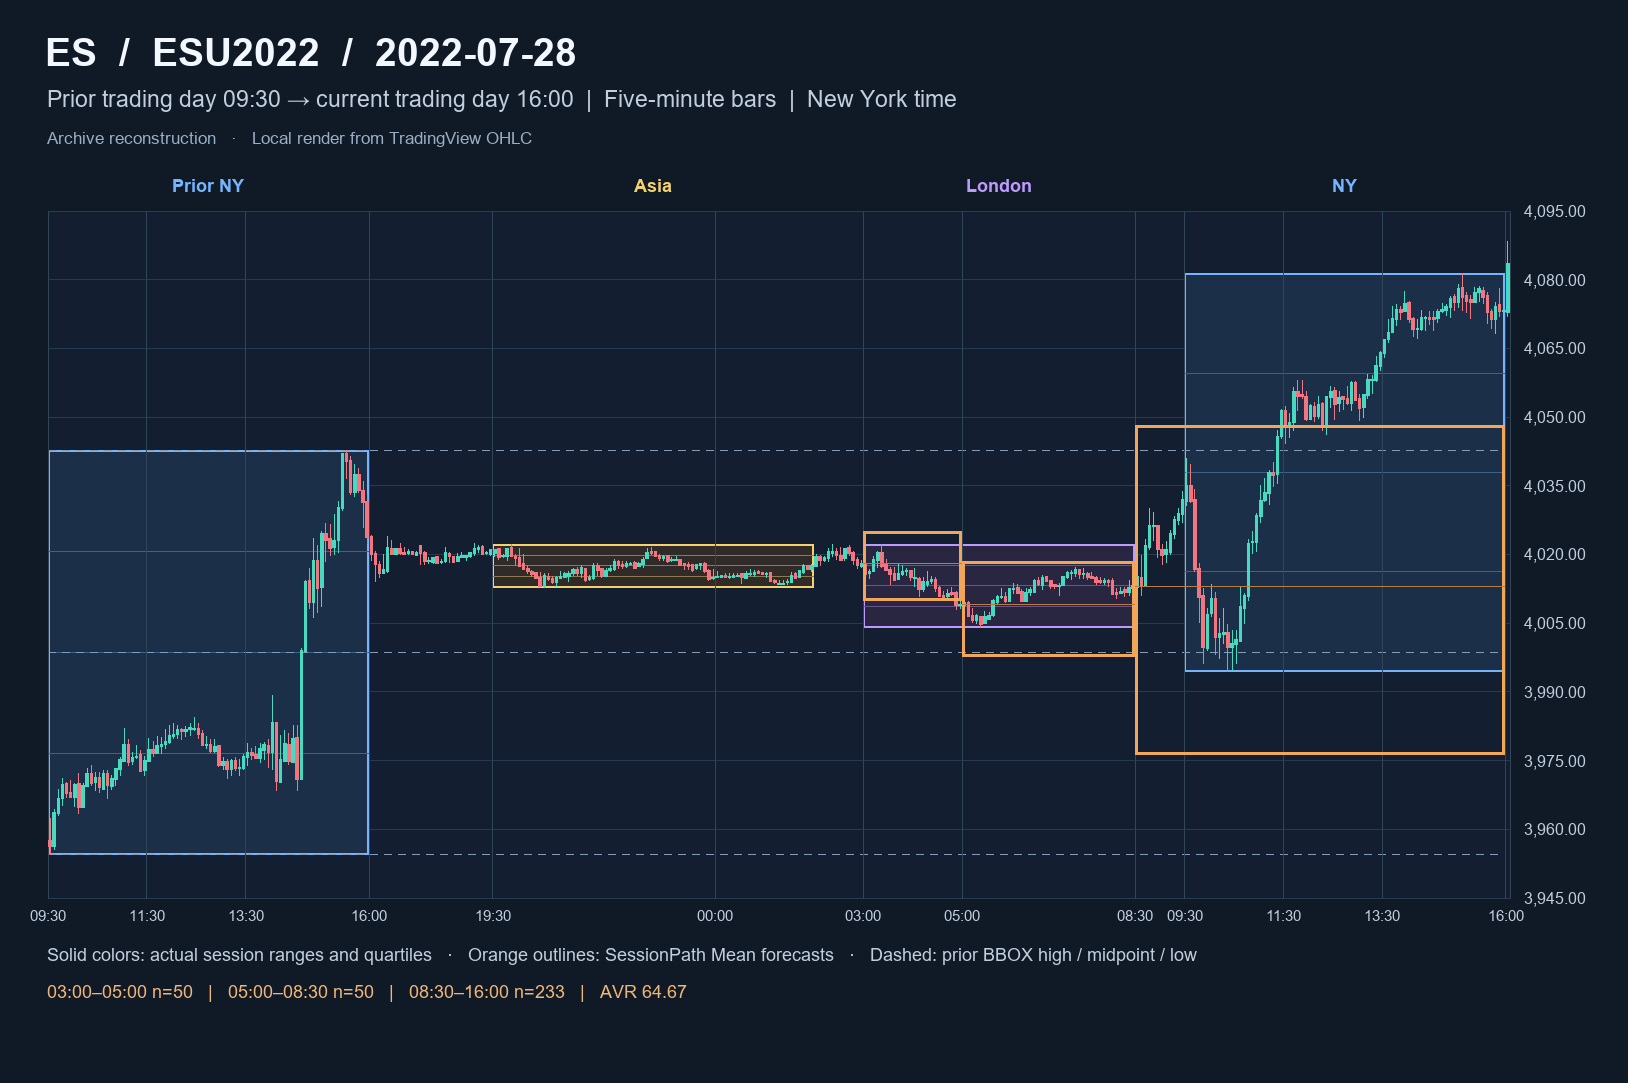 ES / ESU2022 / 2022-07-28
Prior trading day 09:30 → current trading day 16:00 | Five-minute bars | New York time
Archive reconstruction · Local render from TradingView OHLC
Prior NY Asia London NY
4,095.00
4,080.00
4,065.00
4,050.00
4,035.00
4,020.00
4,005.00
3,990.00
3,975.00
3,960.00
3,945.00
09:30 11:30 13:30 16:00 19:30 00:00 03:00 05:00 08:30 09:30 11:30 13:30 16:00
Solid colors: actual session ranges and quartiles · Orange outlines: SessionPath Mean forecasts · Dashed: prior BBOX high / midpoint / low
03:00–05:00 n=50 | 05:00–08:30 n=50 | 08:30–16:00 n=233 | AVR 64.67